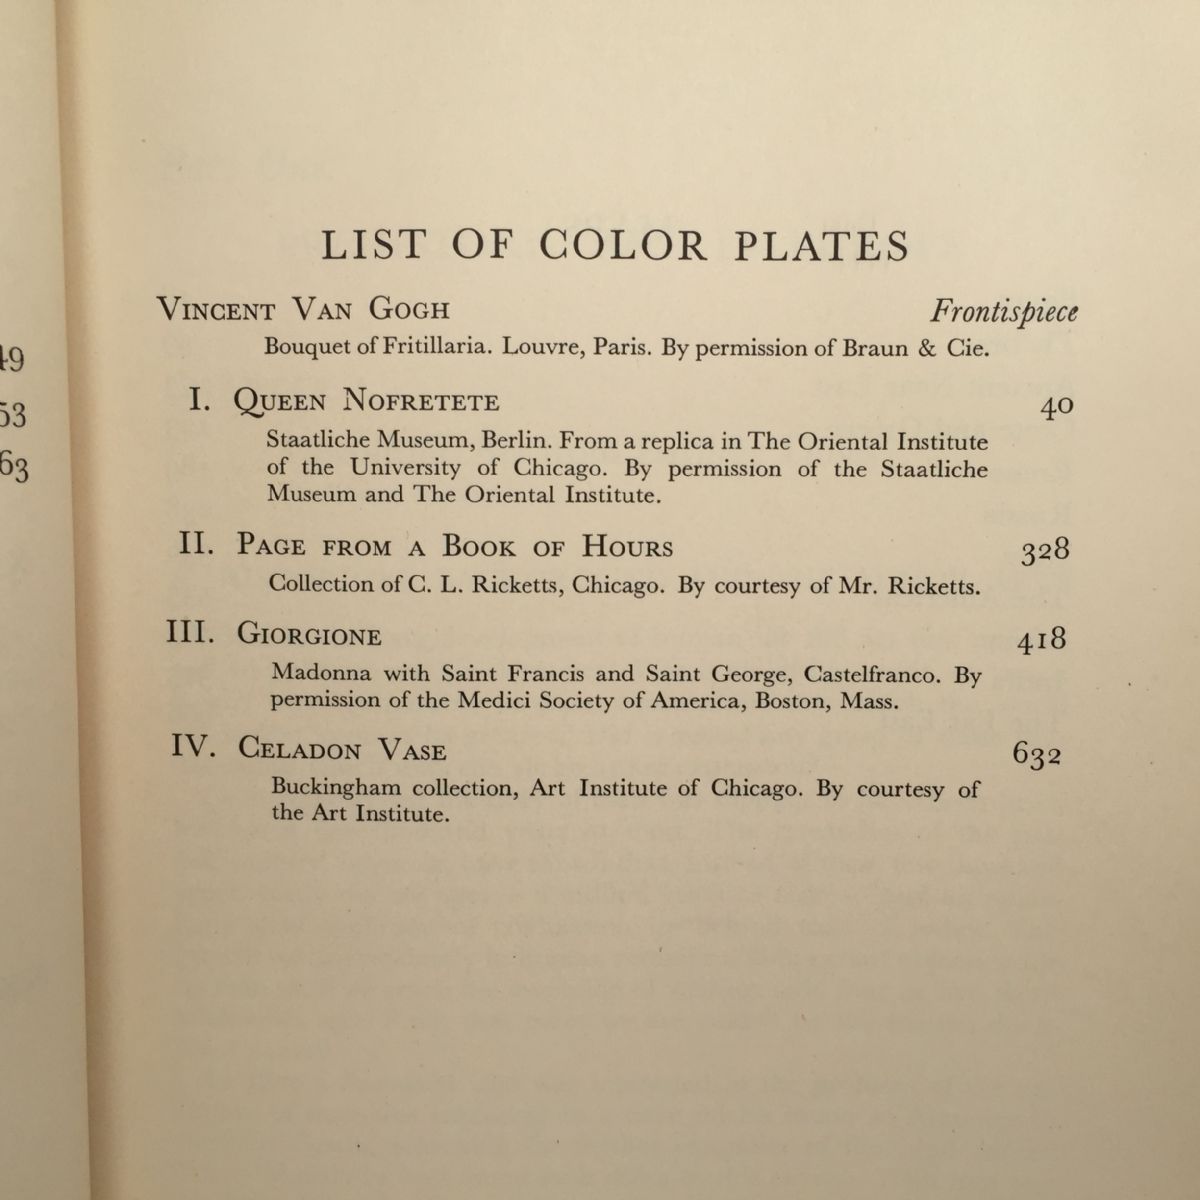 49
53
63
LIST OF COLOR PLATES
VINCENT VAN GOGH Frontispiece
Bouquet of Fritillaria. Louvre, Paris. By permission of Braun & Cie.
I. QUEEN NOFRETETE 40
Staatliche Museum, Berlin. From a replica in The Oriental Institute
of the University of Chicago. By permission of the Staatliche
Museum and The Oriental Institute.
II. PAGE FROM A BOOK OF HOURS 328
Collection of C. L. Ricketts, Chicago. By courtesy of Mr. Ricketts.
III. GIORGIONE 418
Madonna with Saint Francis and Saint George, Castelfranco. By
permission of the Medici Society of America, Boston, Mass.
IV. CELADON VASE 632
Buckingham collection, Art Institute of Chicago. By courtesy of
the Art Institute.